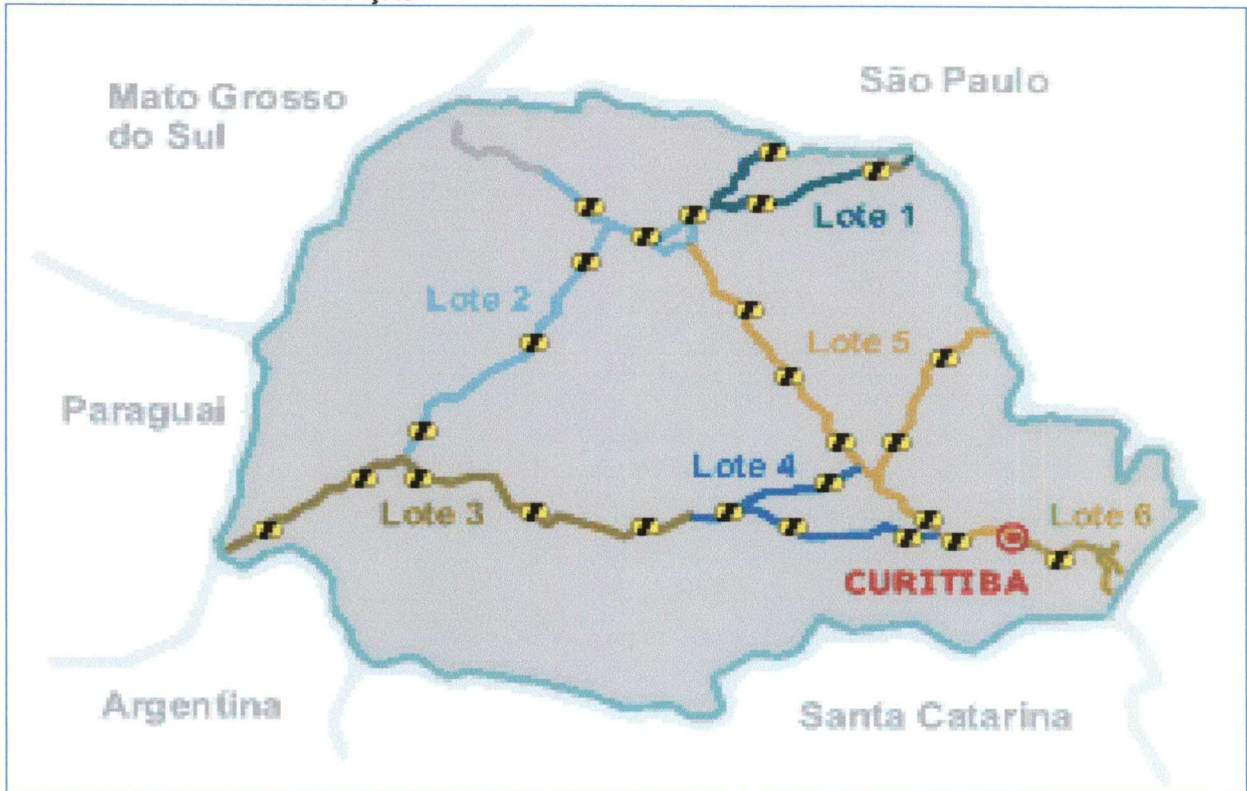 São Paulo
Mato Grosso
do Sul
Lote 1
Lote 2
Lote 5
Paraguai
Lote 4
Lote 3
Lote 6
CURITIBA
Argentina
Santa Catarina